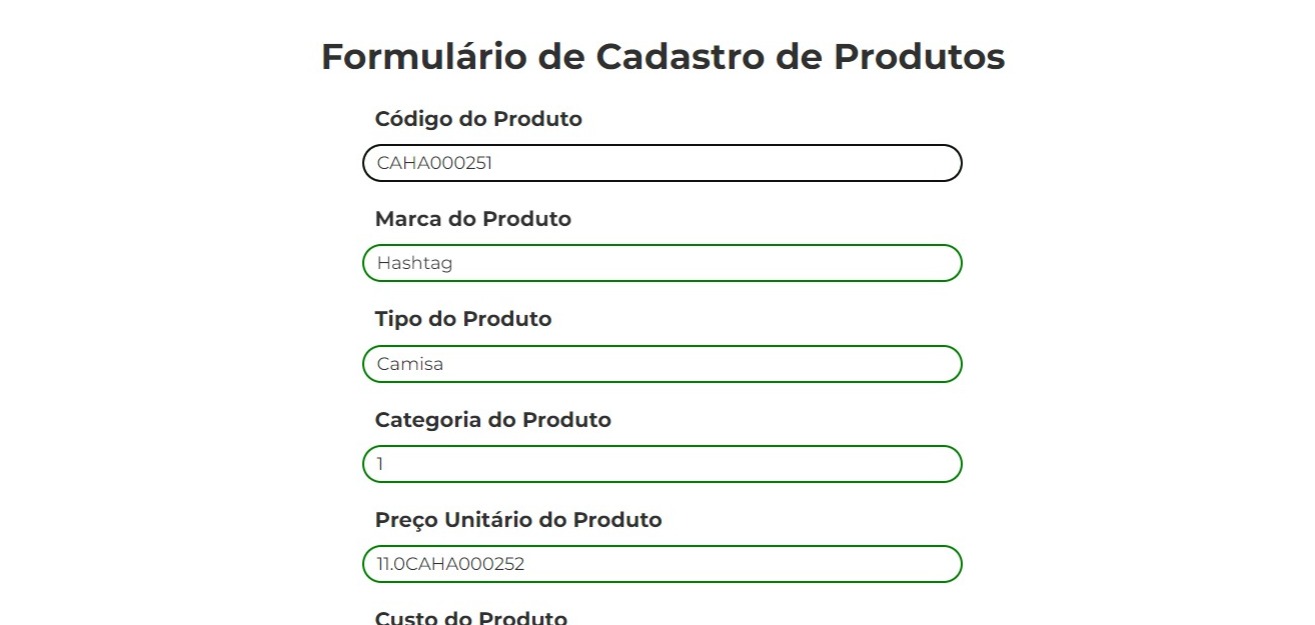 Formulário de Cadastro de Produtos
Código do Produto
CAHA000251
Marca do Produto
Hashtag
Tipo do Produto
Camisa
Categoria do Produto
1
Preço Unitário do Produto
11.0CAHA000252
Custo do Produto